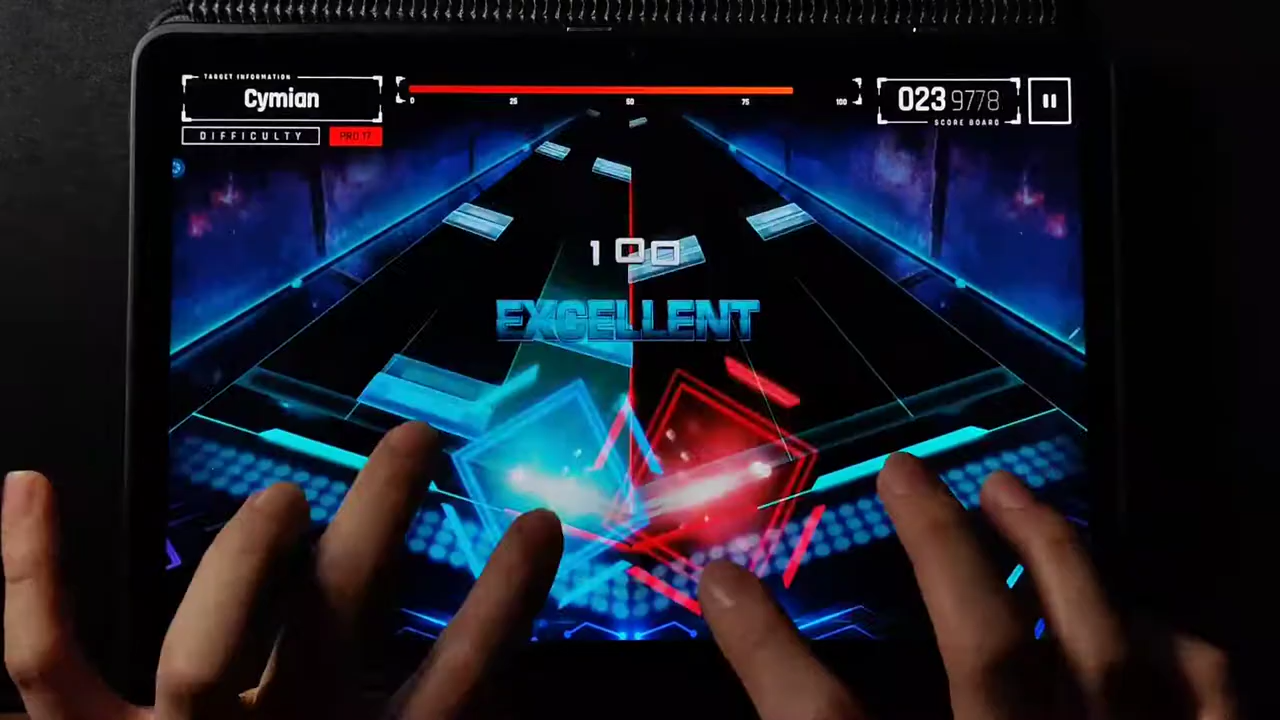 TARGET INFORMATION
Cymian
DIFFICULTY PRO 17
0 25 50 75 100
023 9778
SCORE BOARD
100
EXCELLENT